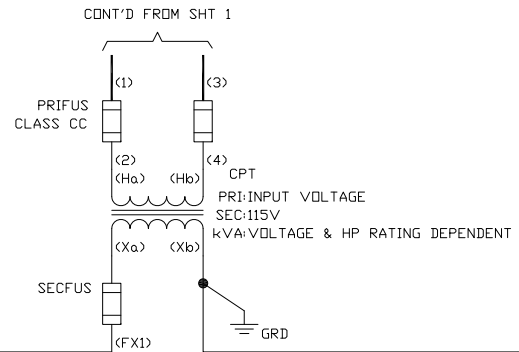 CONT'D FROM SHT 1
(1) (3)
PRIFUS
CLASS CC
(2) (4)
(Ha) (Hb) CPT
PRI:INPUT VOLTAGE
SEC:115V
kVA:VOLTAGE & HP RATING DEPENDENT
(Xa) (Xb)
SECFUS
GRD
(FX1)